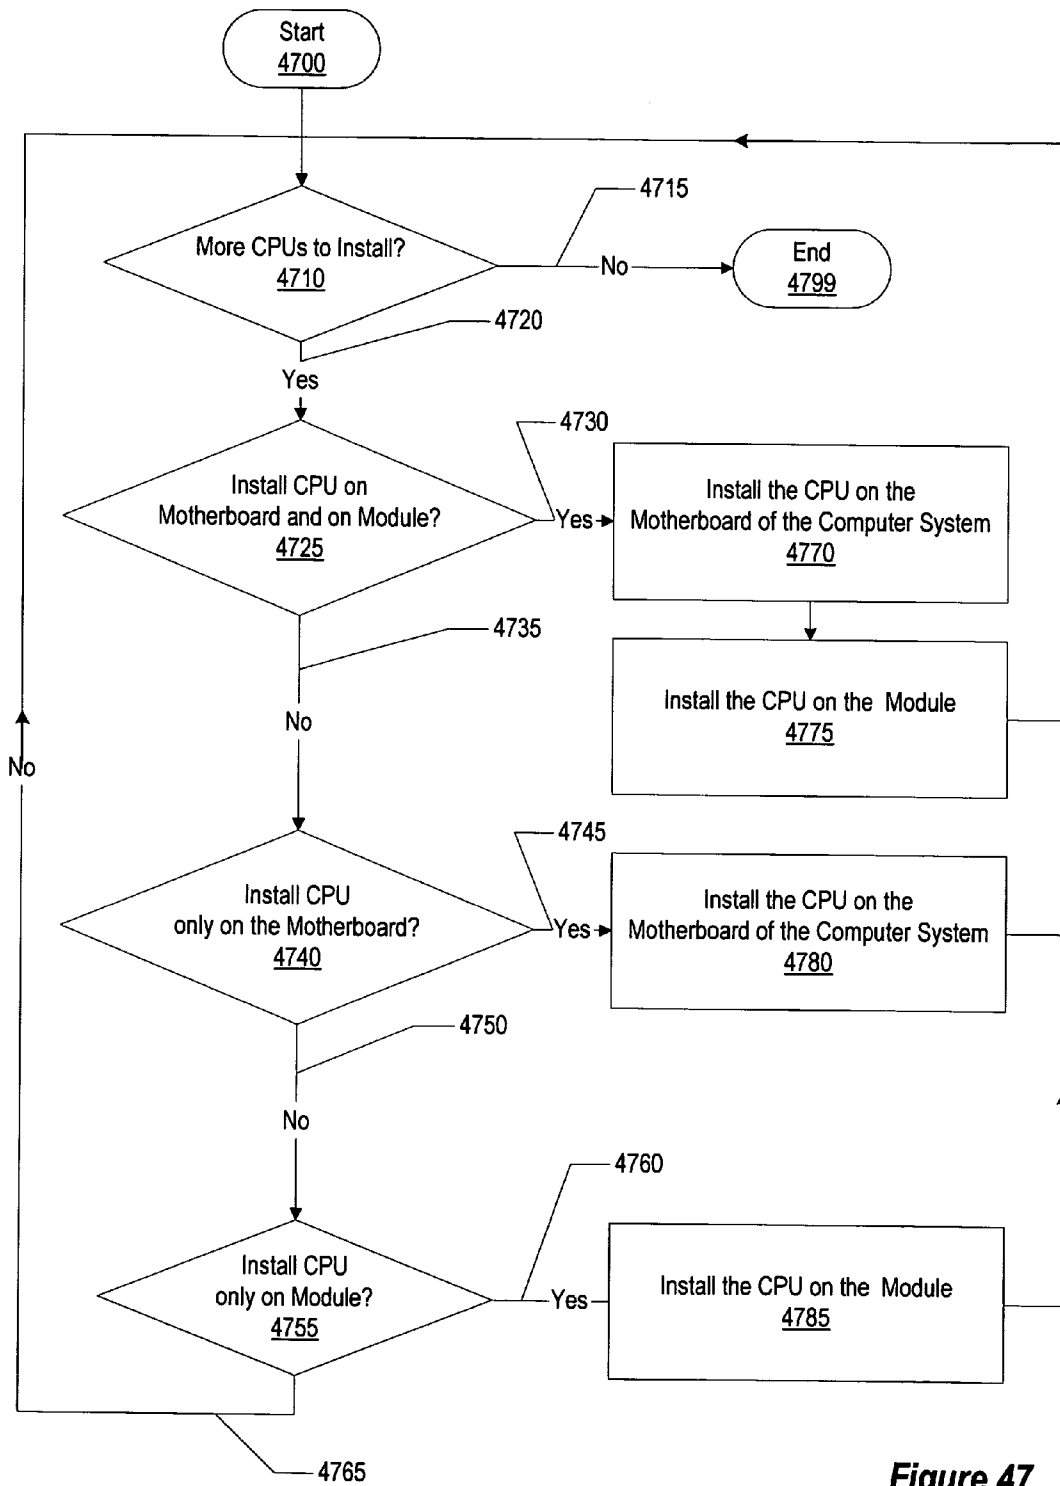 Start
4700
4715
More CPUs to Install?
4710
No
End
4799
4720
Yes
4730
Install CPU on
Motherboard and on Module?
4725
Yes
Install the CPU on the
Motherboard of the Computer System
4770
4735
Install the CPU on the Module
4775
No
No
4745
Install CPU
only on the Motherboard?
4740
Yes
Install the CPU on the
Motherboard of the Computer System
4780
4750
No
4760
Install CPU
only on Module?
4755
Yes
Install the CPU on the Module
4785
4765
Figure 47